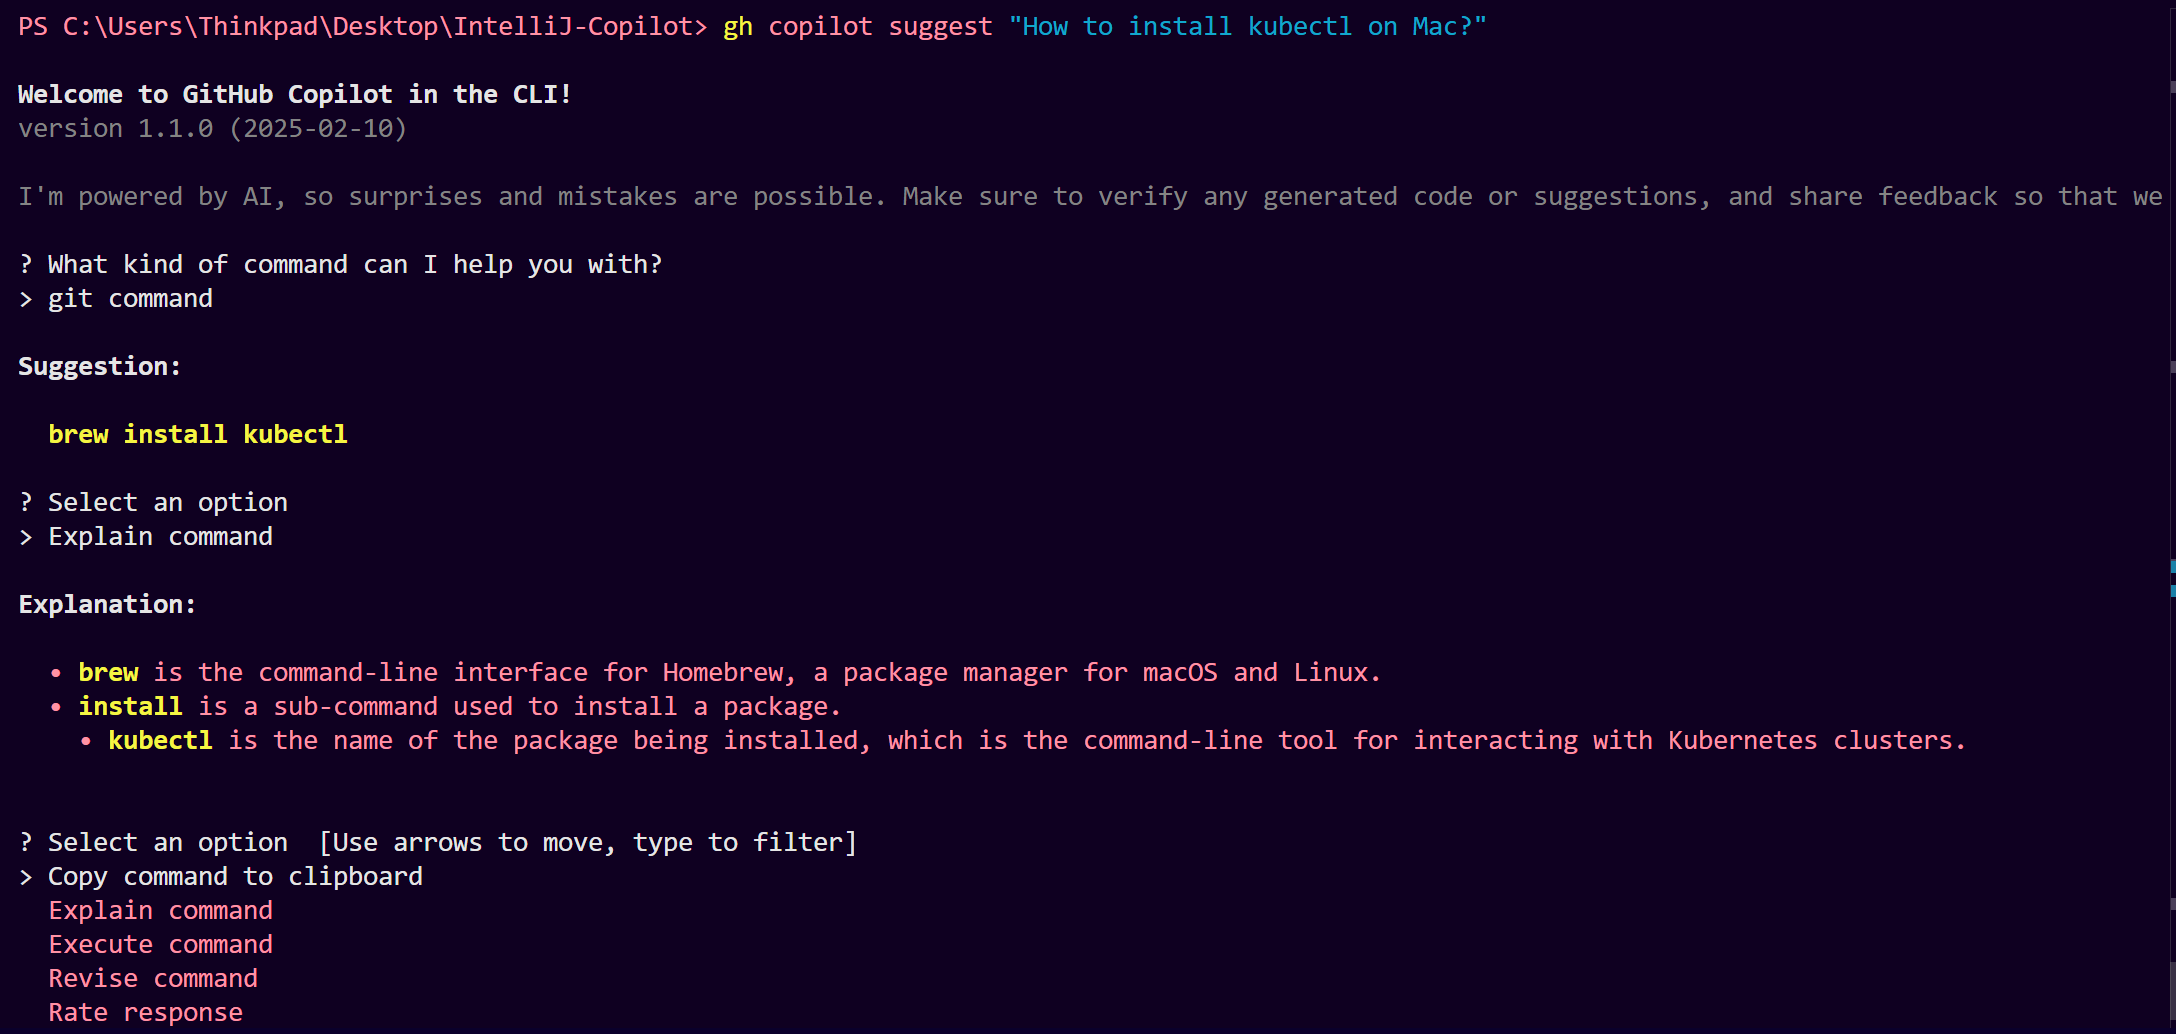 PS C:\Users\Thinkpad\Desktop\IntelliJ-Copilot> gh copilot suggest "How to install kubectl on Mac?"
Welcome to GitHub Copilot in the CLI!
version 1.1.0 (2025-02-10)
I'm powered by AI, so surprises and mistakes are possible. Make sure to verify any generated code or suggestions, and share feedback so that we
? What kind of command can I help you with?
> git command
Suggestion:
brew install kubectl
? Select an option
> Explain command
Explanation:
• brew is the command-line interface for Homebrew, a package manager for macOS and Linux.
• install is a sub-command used to install a package.
• kubectl is the name of the package being installed, which is the command-line tool for interacting with Kubernetes clusters.
? Select an option  [Use arrows to move, type to filter]
> Copy command to clipboard
Explain command
Execute command
Revise command
Rate response